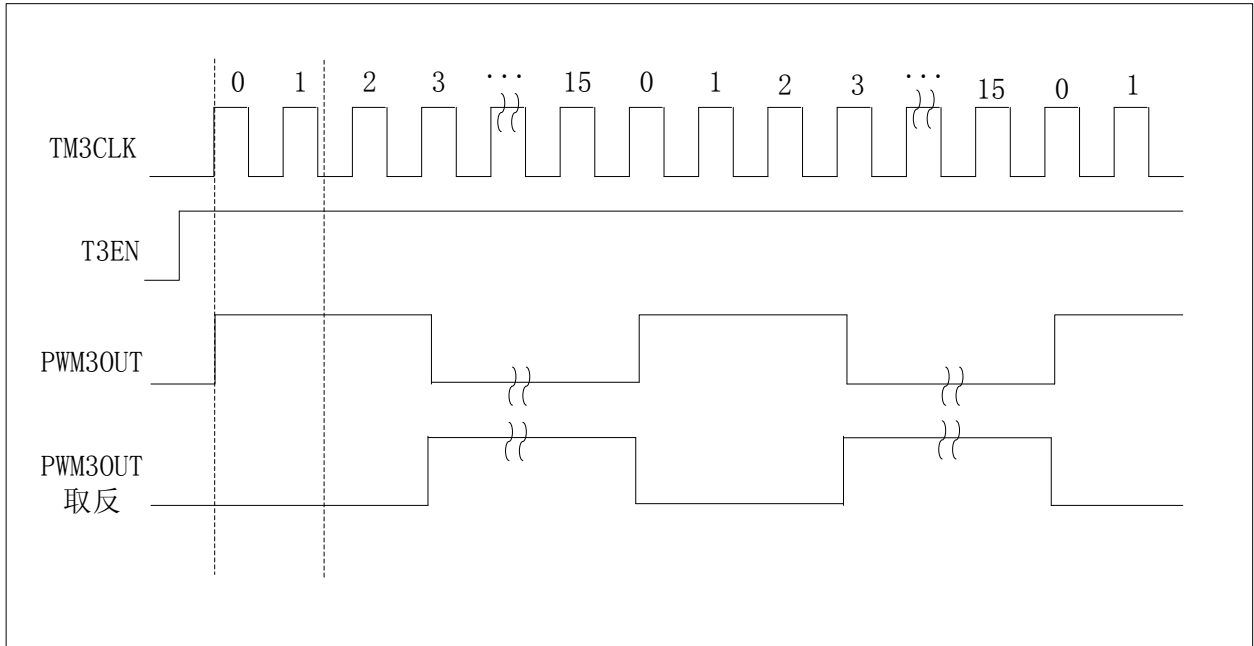 0 1 2 3 ··· 15 0 1 2 3 ··· 15 0 1
TM3CLK
T3EN
PWM3OUT
PWM3OUT
取反